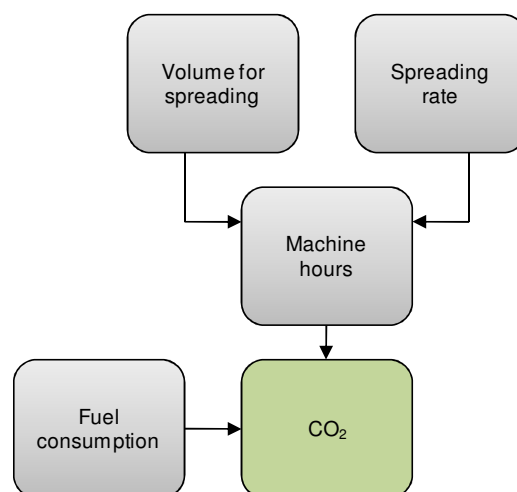 Volume for
spreading
Spreading
rate
Machine
hours
Fuel
consumption
CO₂